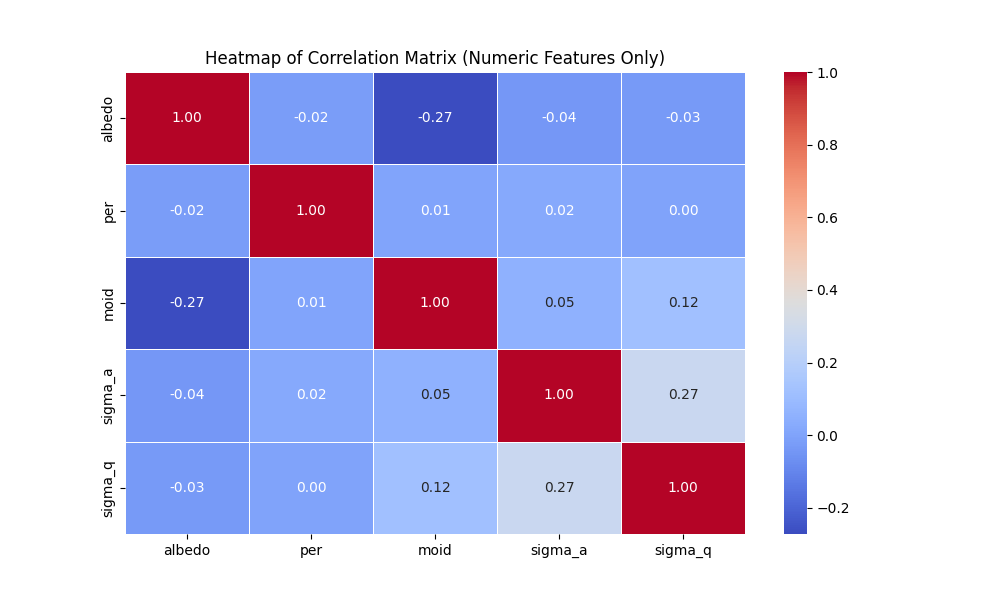 Heatmap of Correlation Matrix (Numeric Features Only)
albedo 1.00 -0.02 -0.27 -0.04 -0.03
per -0.02 1.00 0.01 0.02 0.00
moid -0.27 0.01 1.00 0.05 0.12
sigma_a -0.04 0.02 0.05 1.00 0.27
sigma_q -0.03 0.00 0.12 0.27 1.00
albedo per moid sigma_a sigma_q
1.0
0.8
0.6
0.4
0.2
0.0
−0.2